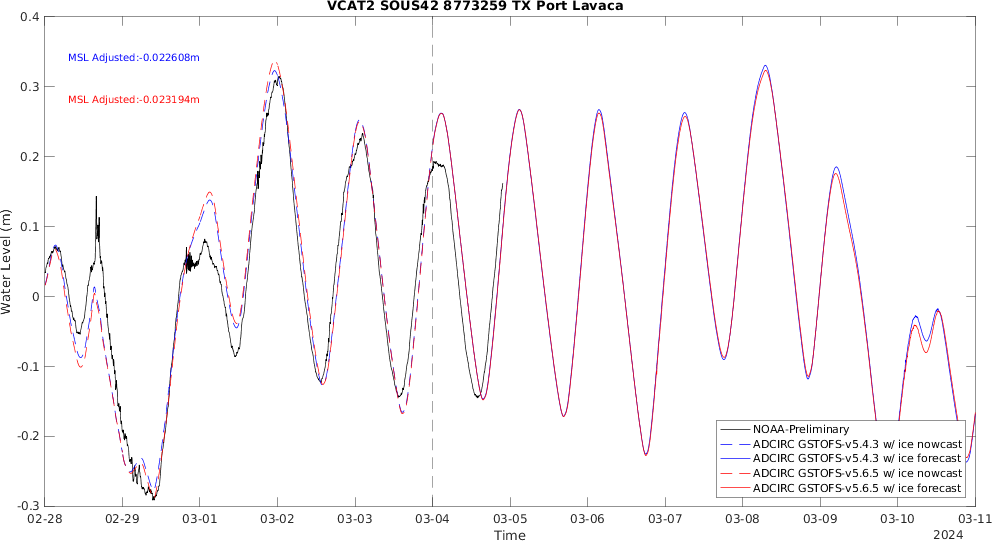 VCAT2 SOUS42 8773259 TX Port Lavaca
MSL Adjusted:-0.022608m
MSL Adjusted:-0.023194m
Water Level (m)
0.4
0.3
0.2
0.1
0
-0.1
-0.2
-0.3
02-28 02-29 03-01 03-02 03-03 03-04 03-05 03-06 03-07 03-08 03-09 03-10 03-11
Time
2024
NOAA-Preliminary
ADCIRC GSTOFS-v5.4.3 w/ ice nowcast
ADCIRC GSTOFS-v5.4.3 w/ ice forecast
ADCIRC GSTOFS-v5.6.5 w/ ice nowcast
ADCIRC GSTOFS-v5.6.5 w/ ice forecast